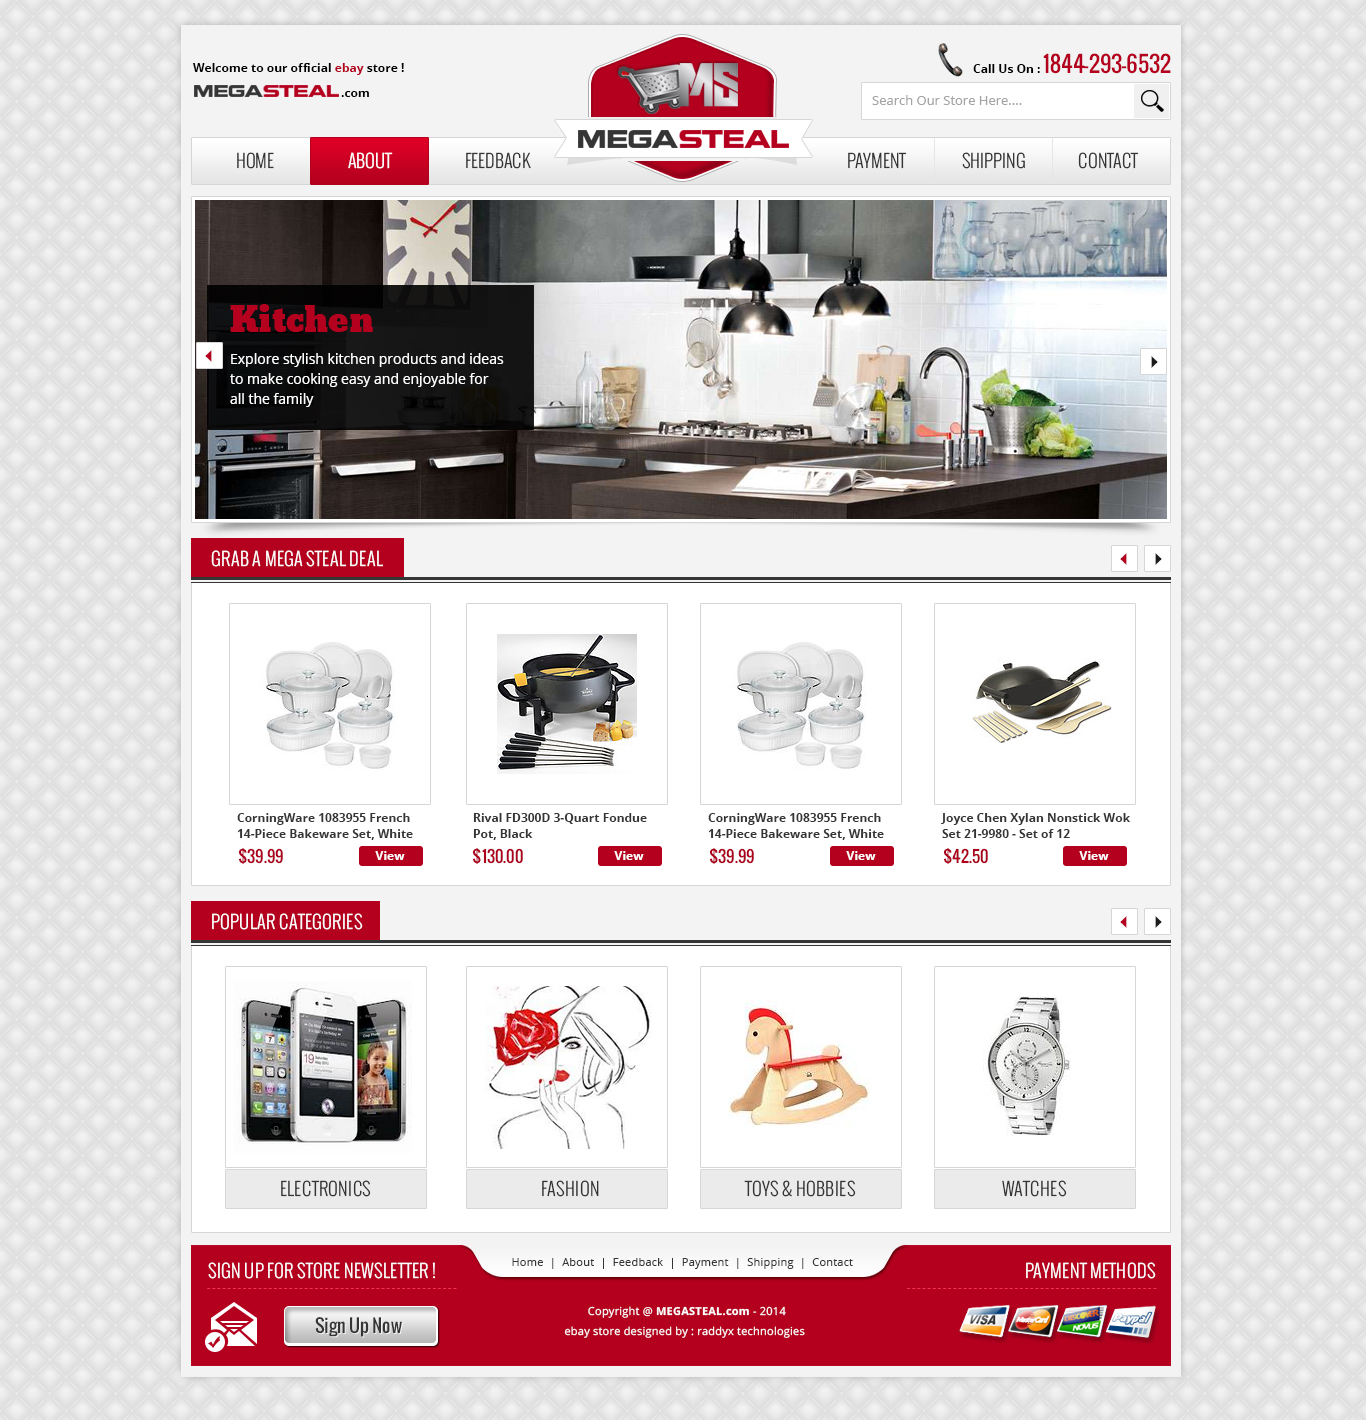 Welcome to our official ebay store !
MEGASTEAL.com
MS
MEGASTEAL
Call Us On : 1844-293-6532
Search Our Store Here....
HOME
ABOUT
FEEDBACK
PAYMENT
SHIPPING
CONTACT
Kitchen
Explore stylish kitchen products and ideas
to make cooking easy and enjoyable for
all the family
GRAB A MEGA STEAL DEAL
CorningWare 1083955 French
14-Piece Bakeware Set, White
$39.99
View
Rival FD300D 3-Quart Fondue
Pot, Black
$130.00
View
CorningWare 1083955 French
14-Piece Bakeware Set, White
$39.99
View
Joyce Chen Xylan Nonstick Wok
Set 21-9980 - Set of 12
$42.50
View
POPULAR CATEGORIES
19
ELECTRONICS
FASHION
TOYS & HOBBIES
12
WATCHES
Home | About | Feedback | Payment | Shipping | Contact
SIGN UP FOR STORE NEWSLETTER !
Sign Up Now
Copyright @ MEGASTEAL.com - 2014
ebay store designed by : raddyx technologies
PAYMENT METHODS
VISA
MasterCard
DISCOVER
NOVUS
PayPal